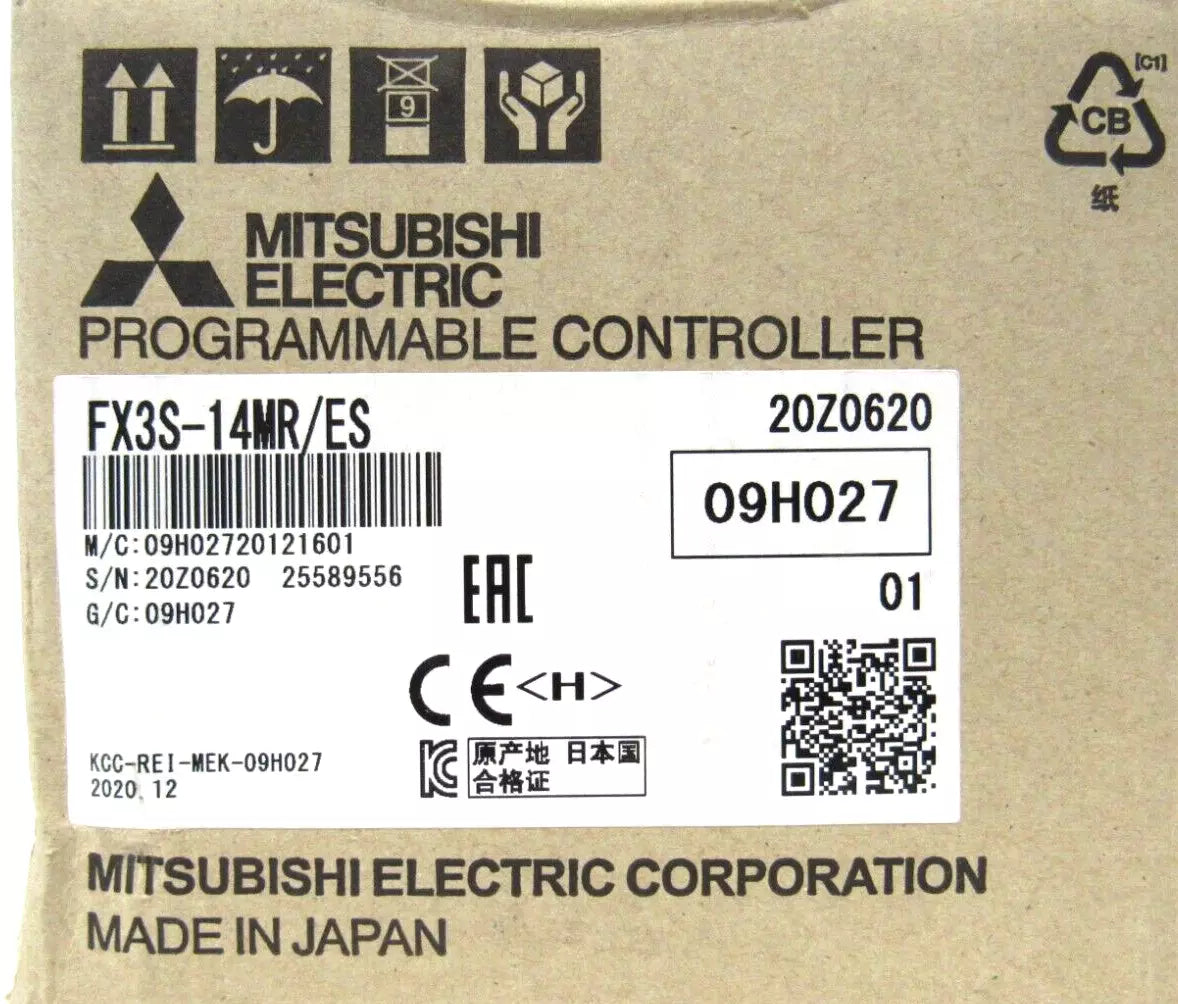 9
[C1]
CB
纸
MITSUBISHI
ELECTRIC
PROGRAMMABLE CONTROLLER
FX3S-14MR/ES
20Z0620
09H027
M/C:09H02720121601
S/N:20Z0620 25589556
G/C:09H027
EAC
01
CE <H>
KCC-REI-MEK-09H027
2020.12
KC
原产地 日本国
合格证
MITSUBISHI ELECTRIC CORPORATION
MADE IN JAPAN